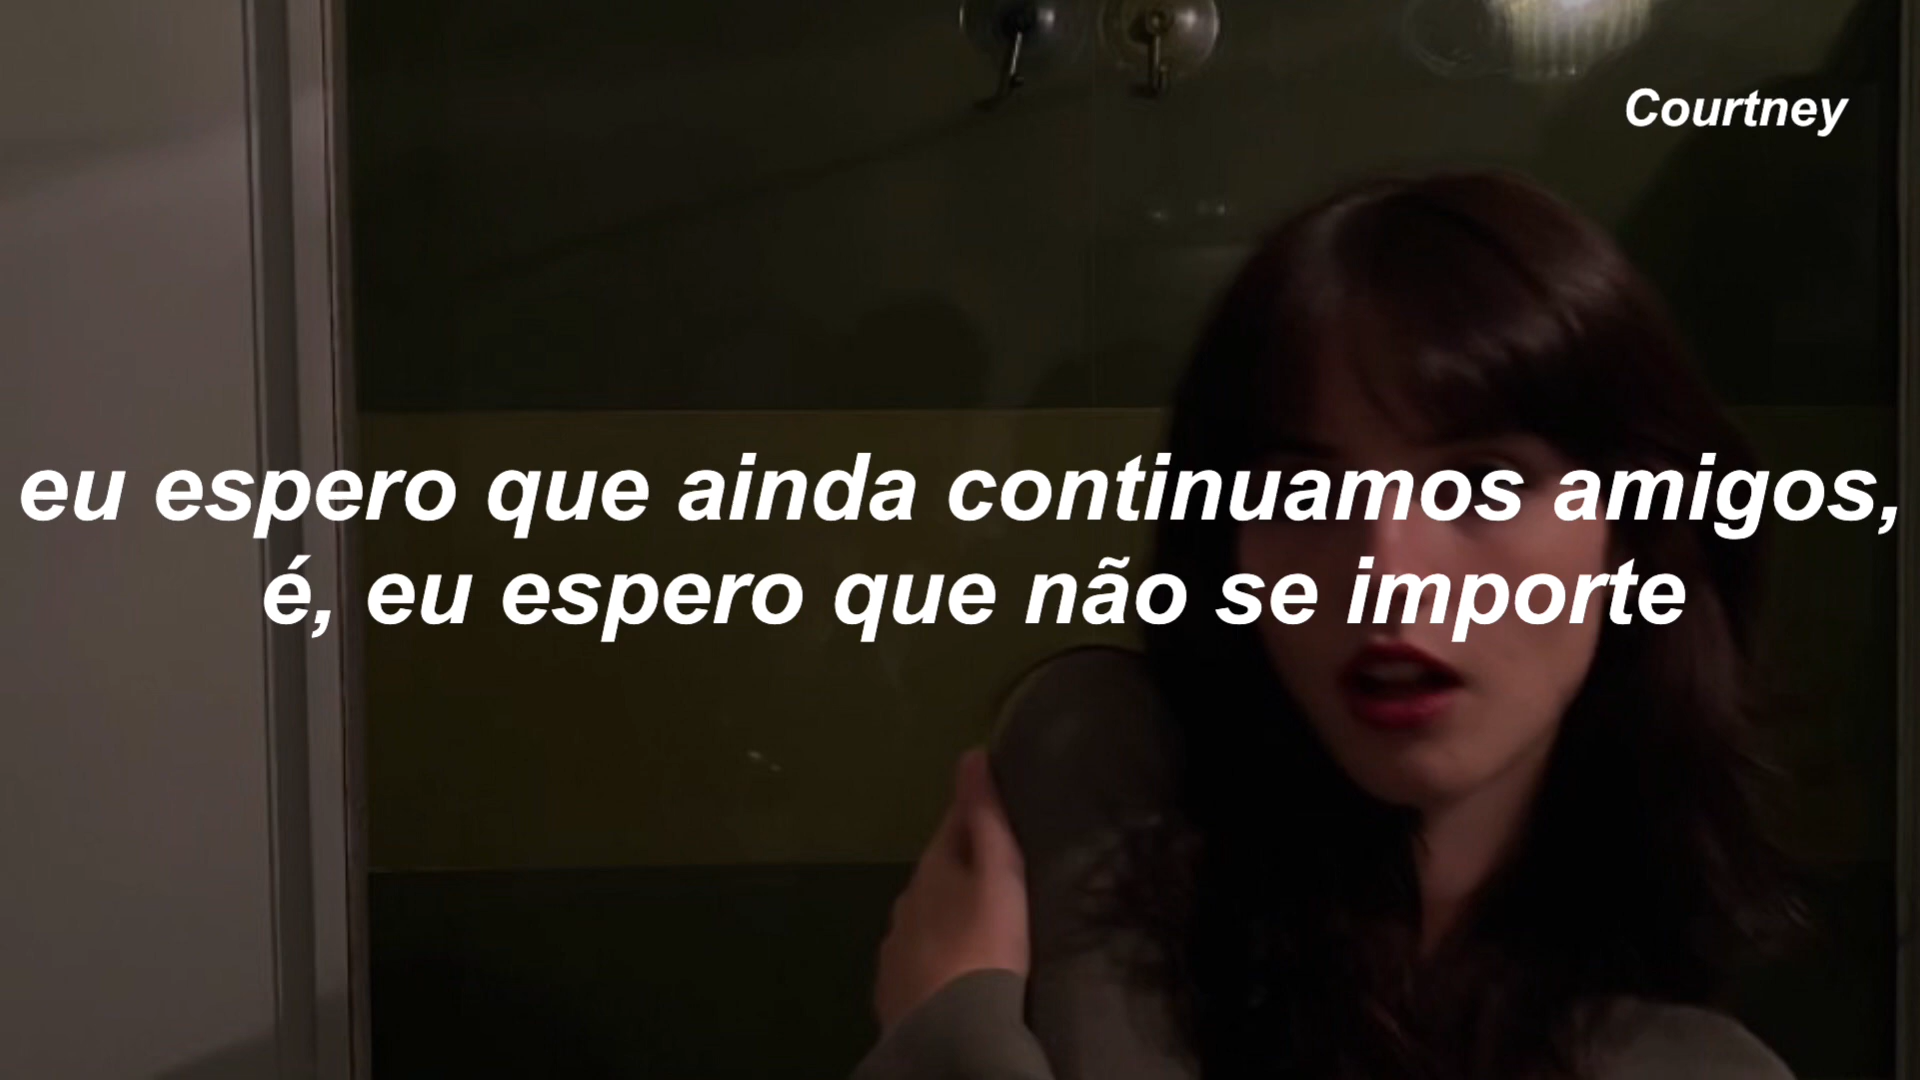 Courtney
eu espero que ainda continuamos amigos,
é, eu espero que não se importe